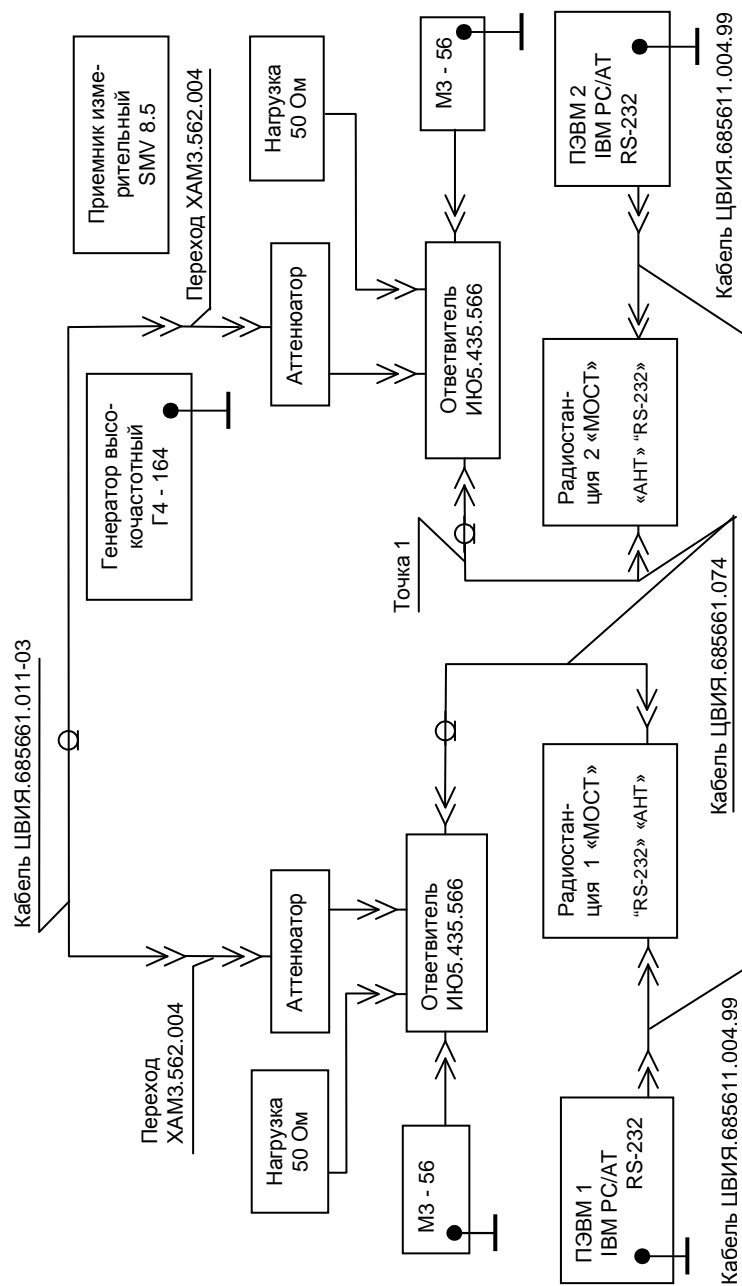 Кабель ЦВИЯ.685661.011-03
Переход
ХАМ3.562.004
Нагрузка
50 Ом
Аттенюатор
М3 - 56
Ответвитель
ИЮ5.435.566
ПЭВМ 1
IBM PC/AT
RS-232
Кабель ЦВИЯ.685611.004.99
Радиостан-
ция 1 «МОСТ»
"RS-232" «АНТ»
Кабель ЦВИЯ.685661.074
Генератор высо-
кочастотный
Г4 - 164
Приемник изме-
рительный
SMV 8.5
Переход ХАМ3.562.004
Аттенюатор
Нагрузка
50 Ом
Точка 1
Ответвитель
ИЮ5.435.566
М3 - 56
Радиостан-
ция 2 «МОСТ»
«АНТ» "RS-232"
ПЭВМ 2
IBM PC/AT
RS-232
Кабель ЦВИЯ.685611.004.99